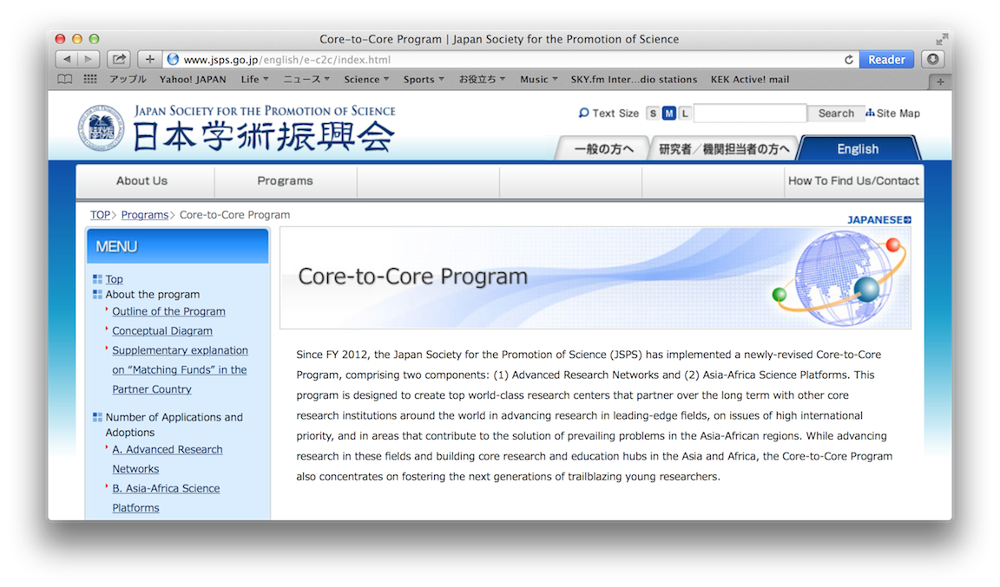 Core-to-Core Program | Japan Society for the Promotion of Science
www.jsps.go.jp/english/e-c2c/index.html
Reader
アップル Yahoo! JAPAN Life ニュース Science Sports お役立ち Music SKY.fm Inter...dio stations KEK Active! mail
JAPAN SOCIETY FOR THE PROMOTION OF SCIENCE
日本学術振興会
Text Size S M L Search Site Map
一般の方へ 研究者／機関担当者の方へ English
About Us Programs How To Find Us/Contact
TOP> Programs> Core-to-Core Program
JAPANESE
MENU
Top
About the program
Outline of the Program
Conceptual Diagram
Supplementary explanation
on “Matching Funds” in the
Partner Country
Number of Applications and
Adoptions
A. Advanced Research
Networks
B. Asia-Africa Science
Platforms
Core-to-Core Program
Since FY 2012, the Japan Society for the Promotion of Science (JSPS) has implemented a newly-revised Core-to-Core
Program, comprising two components: (1) Advanced Research Networks and (2) Asia-Africa Science Platforms. This
program is designed to create top world-class research centers that partner over the long term with other core
research institutions around the world in advancing research in leading-edge fields, on issues of high international
priority, and in areas that contribute to the solution of prevailing problems in the Asia-African regions. While advancing
research in these fields and building core research and education hubs in the Asia and Africa, the Core-to-Core Program
also concentrates on fostering the next generations of trailblazing young researchers.